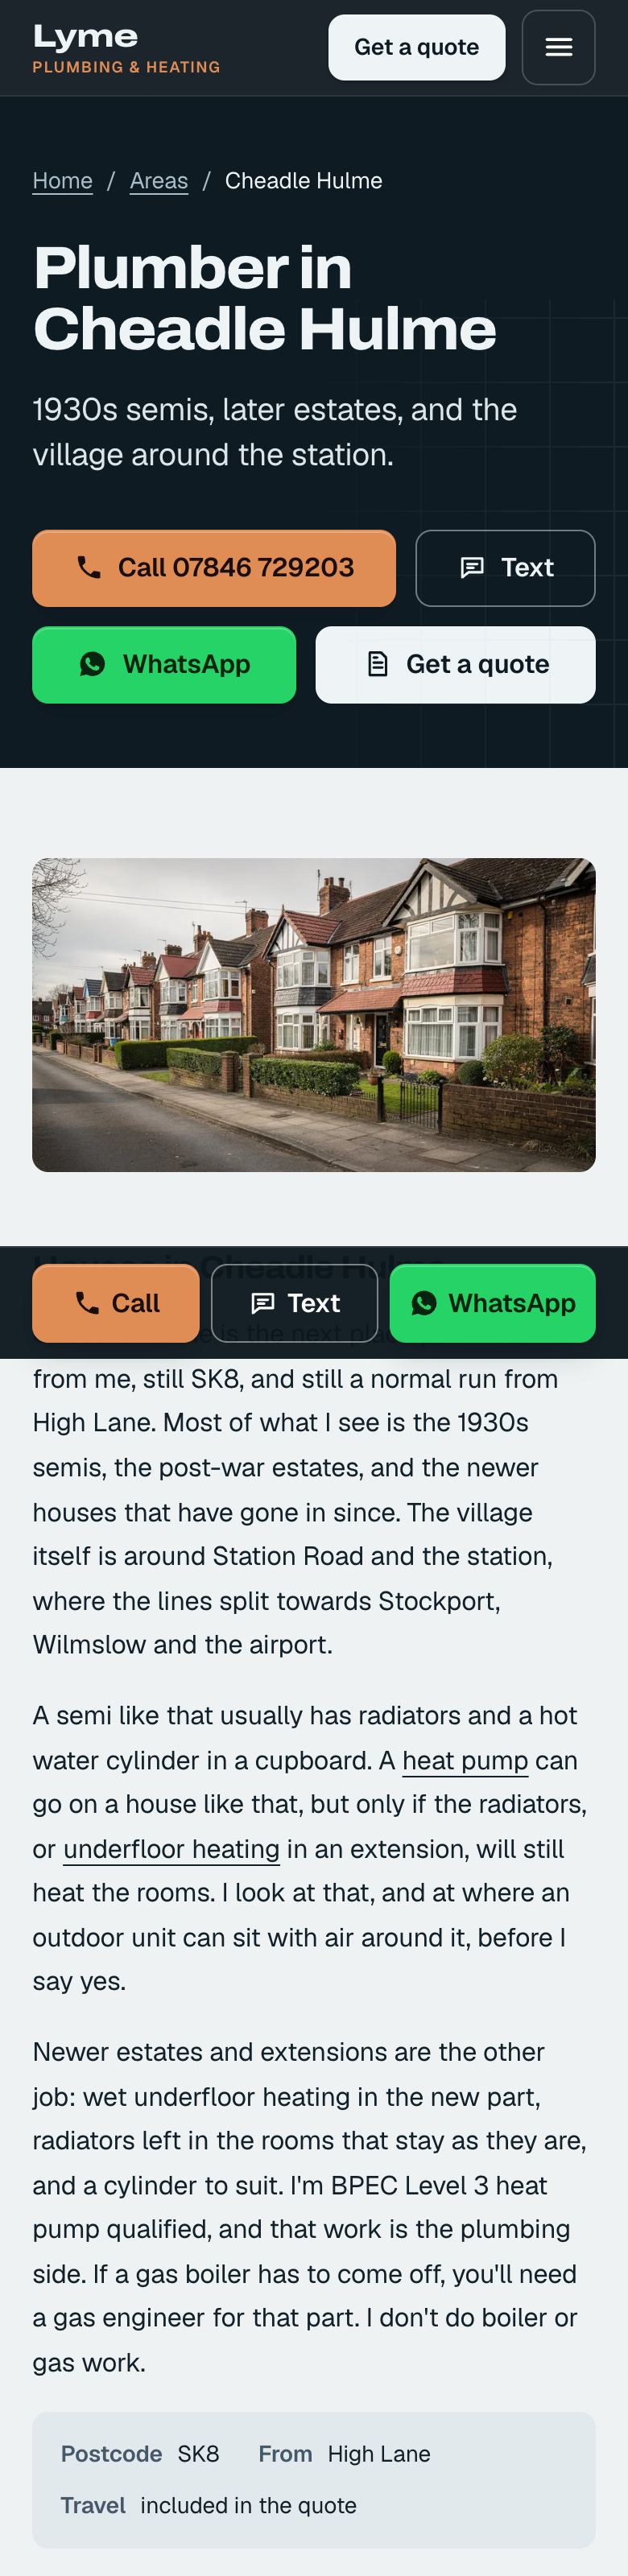 Lyme
PLUMBING & HEATING
Get a quote
Home / Areas / Cheadle Hulme
Plumber in
Cheadle Hulme
1930s semis, later estates, and the
village around the station.
Call 07846 729203
Text
WhatsApp
Get a quote
Cheadle Hulme
Call
Text
WhatsApp
is the next
from me, still SK8, and still a normal run from
High Lane. Most of what I see is the 1930s
semis, the post-war estates, and the newer
houses that have gone in since. The village
itself is around Station Road and the station,
where the lines split towards Stockport,
Wilmslow and the airport.
A semi like that usually has radiators and a hot
water cylinder in a cupboard. A heat pump can
go on a house like that, but only if the radiators,
or underfloor heating in an extension, will still
heat the rooms. I look at that, and at where an
outdoor unit can sit with air around it, before I
say yes.
Newer estates and extensions are the other
job: wet underfloor heating in the new part,
radiators left in the rooms that stay as they are,
and a cylinder to suit. I'm BPEC Level 3 heat
pump qualified, and that work is the plumbing
side. If a gas boiler has to come off, you'll need
a gas engineer for that part. I don't do boiler or
gas work.
Postcode SK8 From High Lane
Travel included in the quote